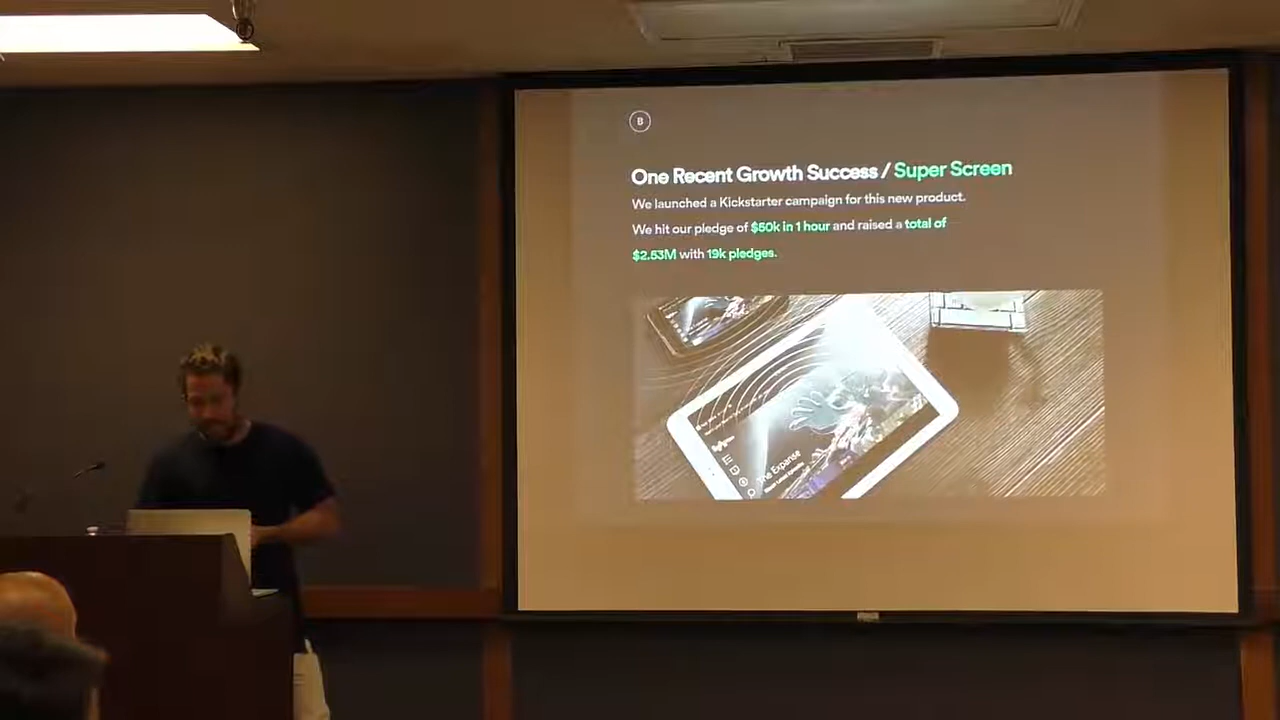 B
One Recent Growth Success / Super Screen
We launched a Kickstarter campaign for this new product.
We hit our pledge of $50k in 1 hour and raised a total of
$2.53M with 19k pledges.
The Expanse